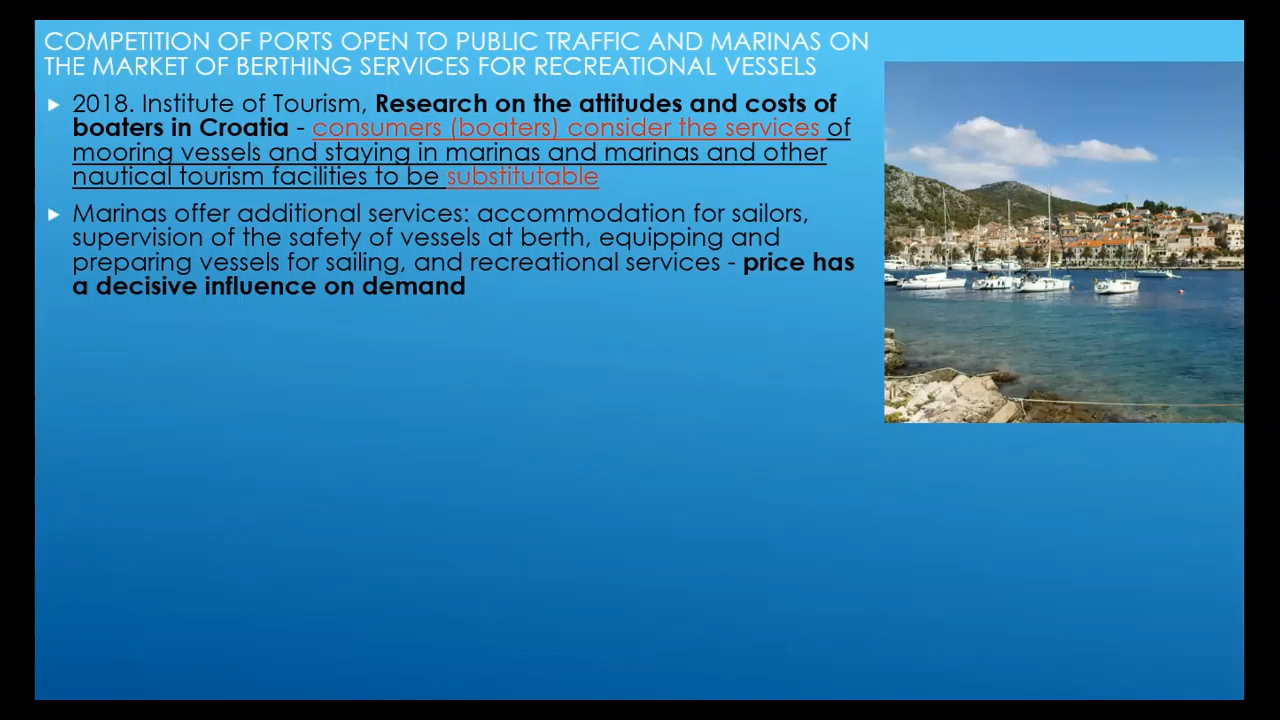 COMPETITION OF PORTS OPEN TO PUBLIC TRAFFIC AND MARINAS ON
THE MARKET OF BERTHING SERVICES FOR RECREATIONAL VESSELS
2018. Institute of Tourism, Research on the attitudes and costs of
boaters in Croatia - consumers (boaters) consider the services of
mooring vessels and staying in marinas and marinas and other
nautical tourism facilities to be substitutable
Marinas offer additional services: accommodation for sailors,
supervision of the safety of vessels at berth, equipping and
preparing vessels for sailing, and recreational services - price has
a decisive influence on demand